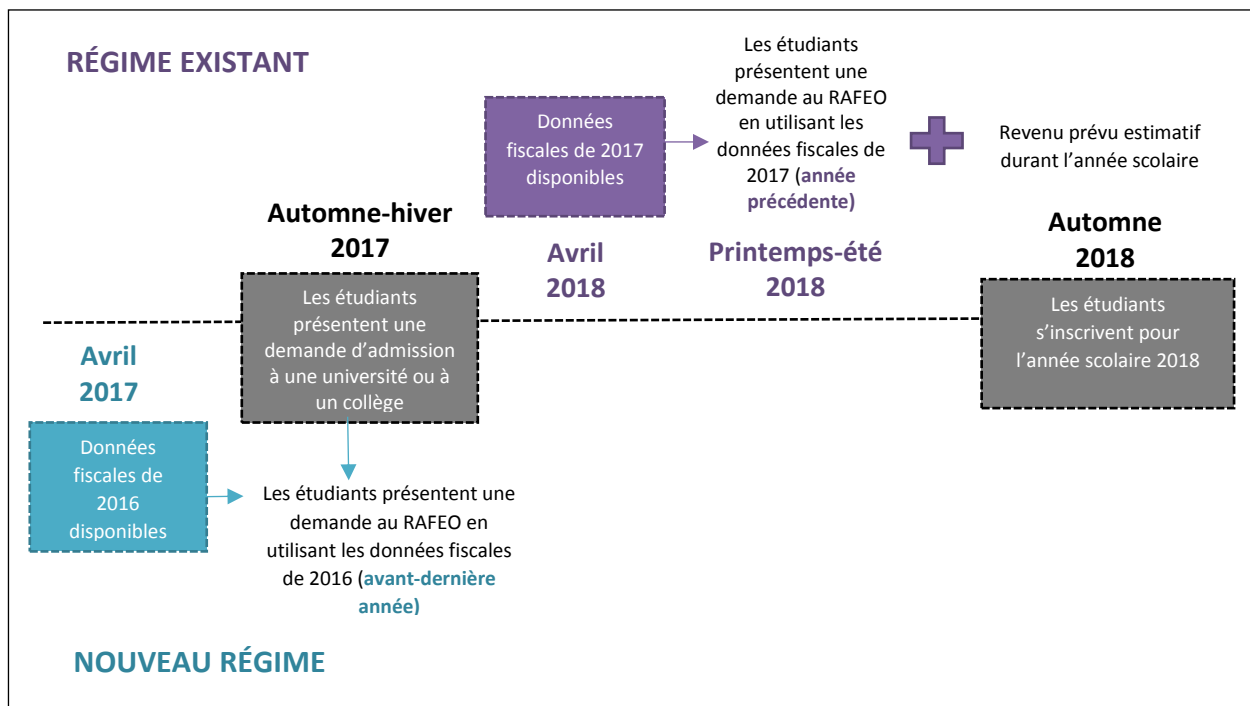 RÉGIME EXISTANT
Données
fiscales de 2017
disponibles
Les étudiants
présentent une
demande au RAFEO
en utilisant les
données fiscales de
2017 (année
précédente)
Revenu prévu estimatif
durant l’année scolaire
Automne-hiver
2017
Avril
2018
Printemps-été
2018
Automne
2018
Les étudiants
présentent une
demande d’admission
à une université ou à
un collège
Les étudiants
s’inscrivent pour
l’année scolaire 2018
Avril
2017
Données
fiscales de
2016
disponibles
Les étudiants présentent une
demande au RAFEO en
utilisant les données fiscales
de 2016 (avant-dernière
année)
NOUVEAU RÉGIME